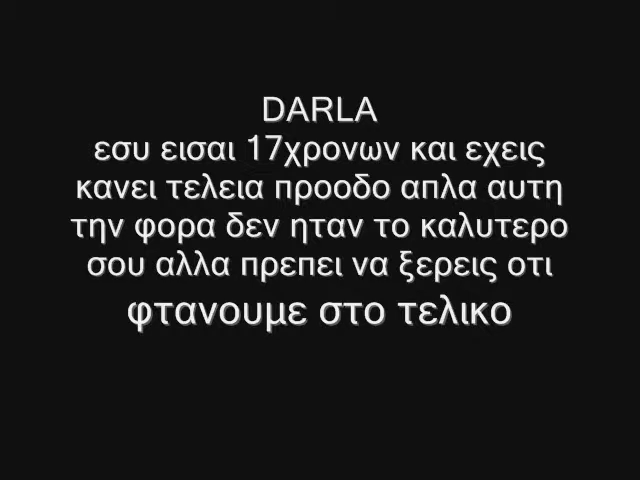 DARLA
εσυ εισαι 17χρονων και εχεις
κανει τελεια προοδο απλα αυτη
την φορα δεν ηταν το καλυτερο
σου αλλα πρεπει να ξερεις οτι
φτανουμε στο τελικο